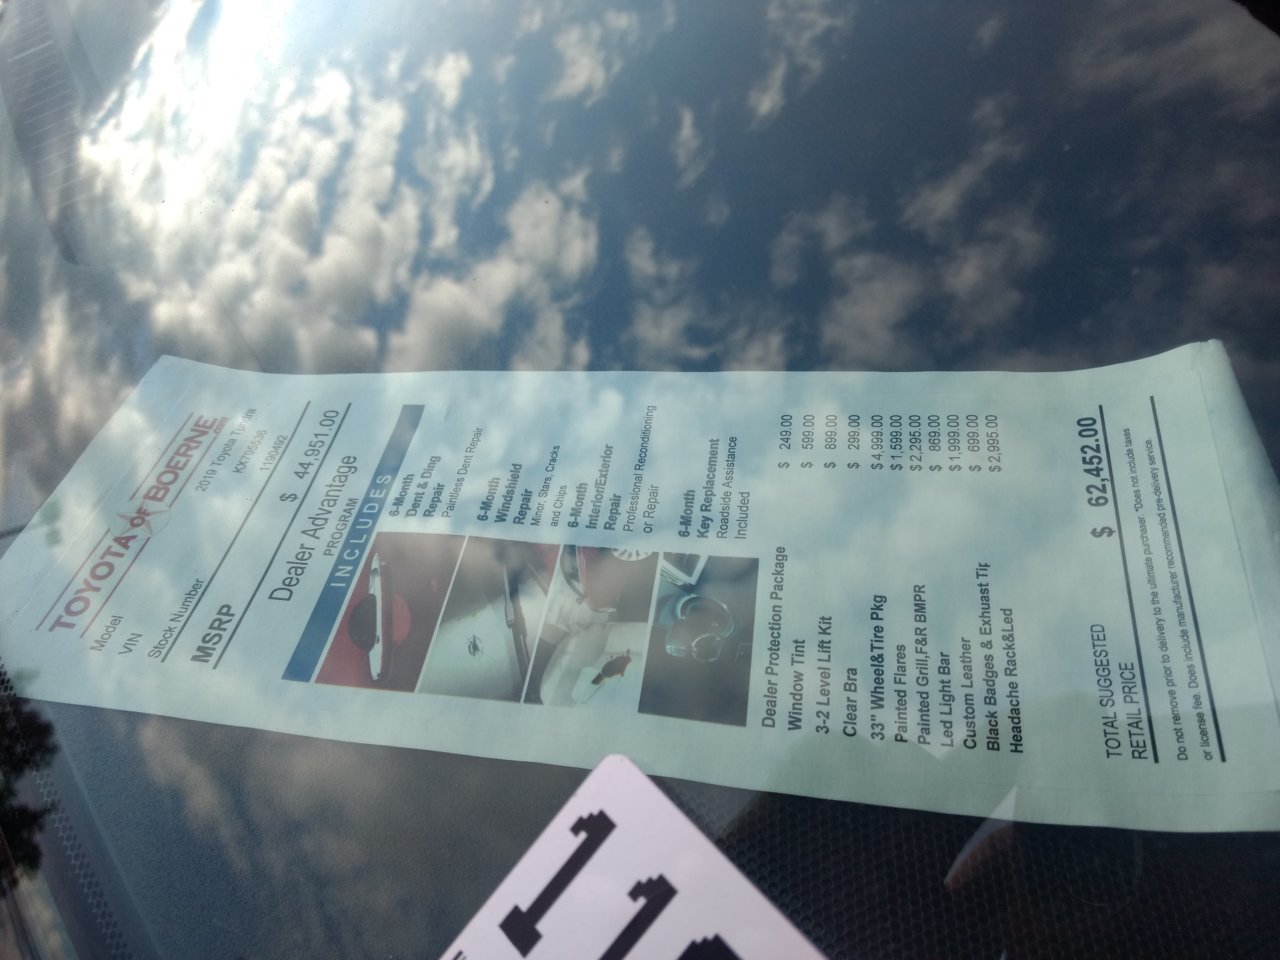 TOYOTA OF BOERNE
Model 2019 Toyota Tundra
VIN KX795536
Stock Number 1190492
MSRP $ 44,951.00
Dealer Advantage
PROGRAM
INCLUDES
6-Month
Dent & Ding
Repair
Paintless Dent Repair
6-Month
Windshield
Repair
Minor, Stars, Cracks
and Chips
6-Month
Interior/Exterior
Repair
Professional Reconditioning
or Repair
6-Month
Key Replacement
Roadside Assistance
Included
Dealer Protection Package $ 249.00
Window Tint $ 599.00
3-2 Level Lift Kit $ 899.00
Clear Bra $ 299.00
33" Wheel&Tire Pkg $ 4,999.00
Painted Flares $ 1,599.00
Painted Grill,F&R BMPR $ 2,295.00
Led Light Bar $ 869.00
Custom Leather $ 1,999.00
Black Badges & Exhuast Tip $ 699.00
Headache Rack&Led $ 2,995.00
TOTAL SUGGESTED
RETAIL PRICE $ 62,452.00
Do not remove prior to delivery to the ultimate purchaser. *Does not include taxes
or license fee. Does include manufacturer recommended pre-delivery service.